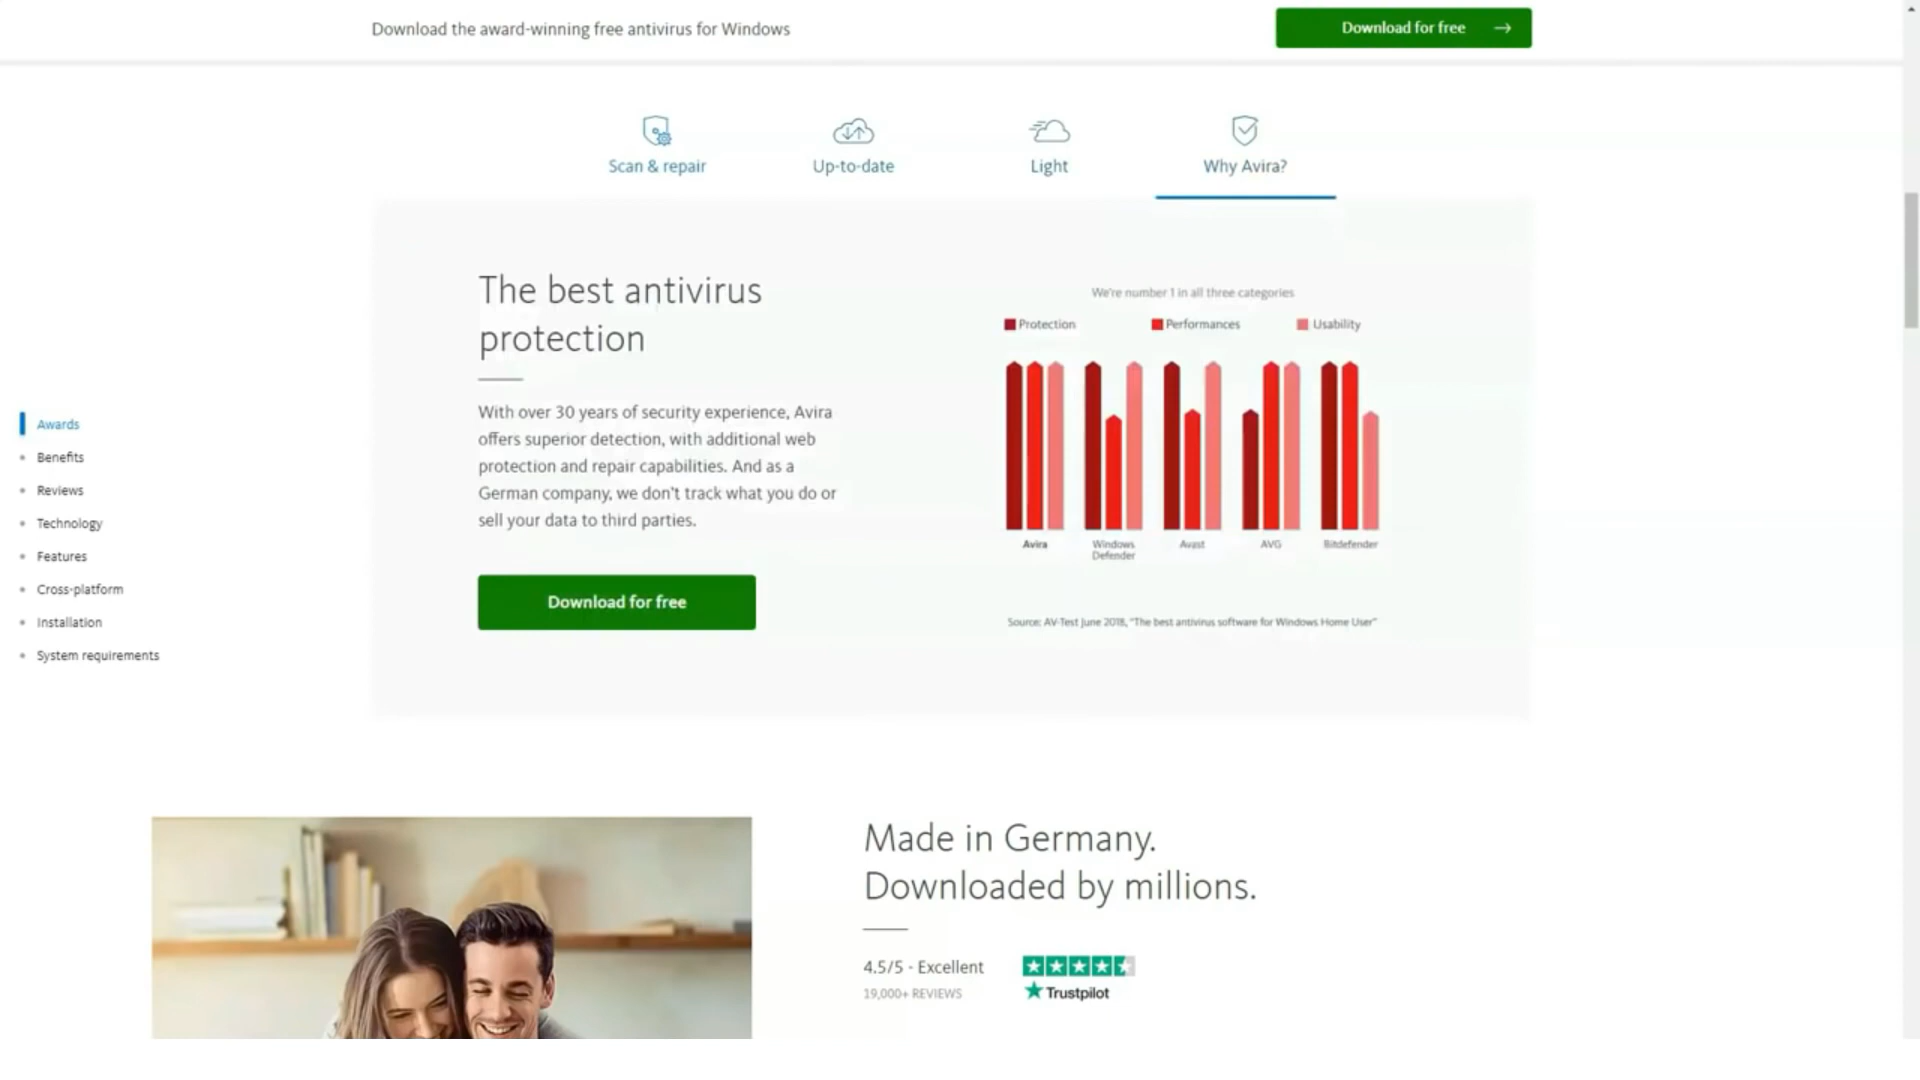 Download the award-winning free antivirus for Windows
Download for free
Scan & repair
Up-to-date
Light
Why Avira?
The best antivirus
protection
With over 30 years of security experience, Avira
offers superior detection, with additional web
protection and repair capabilities. And as a
German company, we don't track what you do or
sell your data to third parties.
Download for free
We're number 1 in all three categories
Protection
Performances
Usability
Avira
Windows
Defender
Avast
AVG
Bitdefender
Source: AV-Test June 2018, "The best antivirus software for Windows Home User"
Awards
Benefits
Reviews
Technology
Features
Cross-platform
Installation
System requirements
Made in Germany.
Downloaded by millions.
4.5/5 - Excellent
19,000+ REVIEWS
Trustpilot